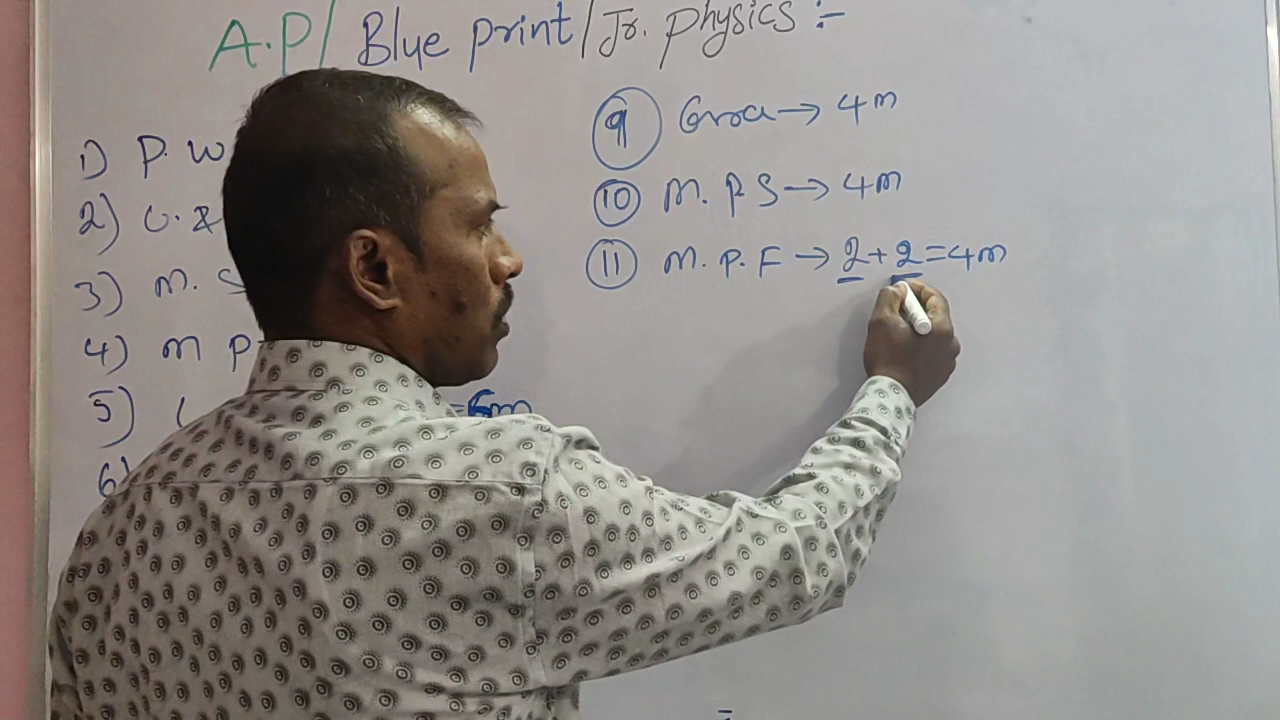 A.P/ Blue print/Jr. physics :-
1) P. W
2) U.
3) M. S
4) M P
5) =6m
6)
9 Gra → 4m
10 M. P S → 4m
11 M. P. F → 2+2=4m